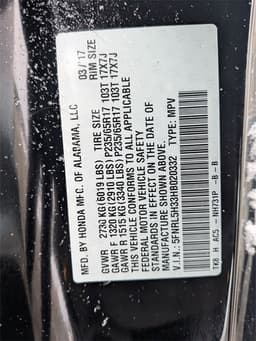 MFD. BY HONDA MFG. OF ALABAMA, LLC 03/17
TIRE SIZE RIM SIZE
GVWR 2730 KG(6019 LBS)
GAWR F 1320 KG(2910 LBS) P235/65R17 103T 17X7J
GAWR R 1515 KG(3340 LBS) P235/65R17 103T 17X7J
THIS VEHICLE CONFORMS TO ALL APPLICABLE
FEDERAL MOTOR VEHICLE SAFETY
STANDARDS IN EFFECT ON THE DATE OF
MANUFACTURE SHOWN ABOVE.
V.I.N.: 5FNRL5H33HB020332 TYPE: MPV
TK8 H AC5 - NH731P -B -B